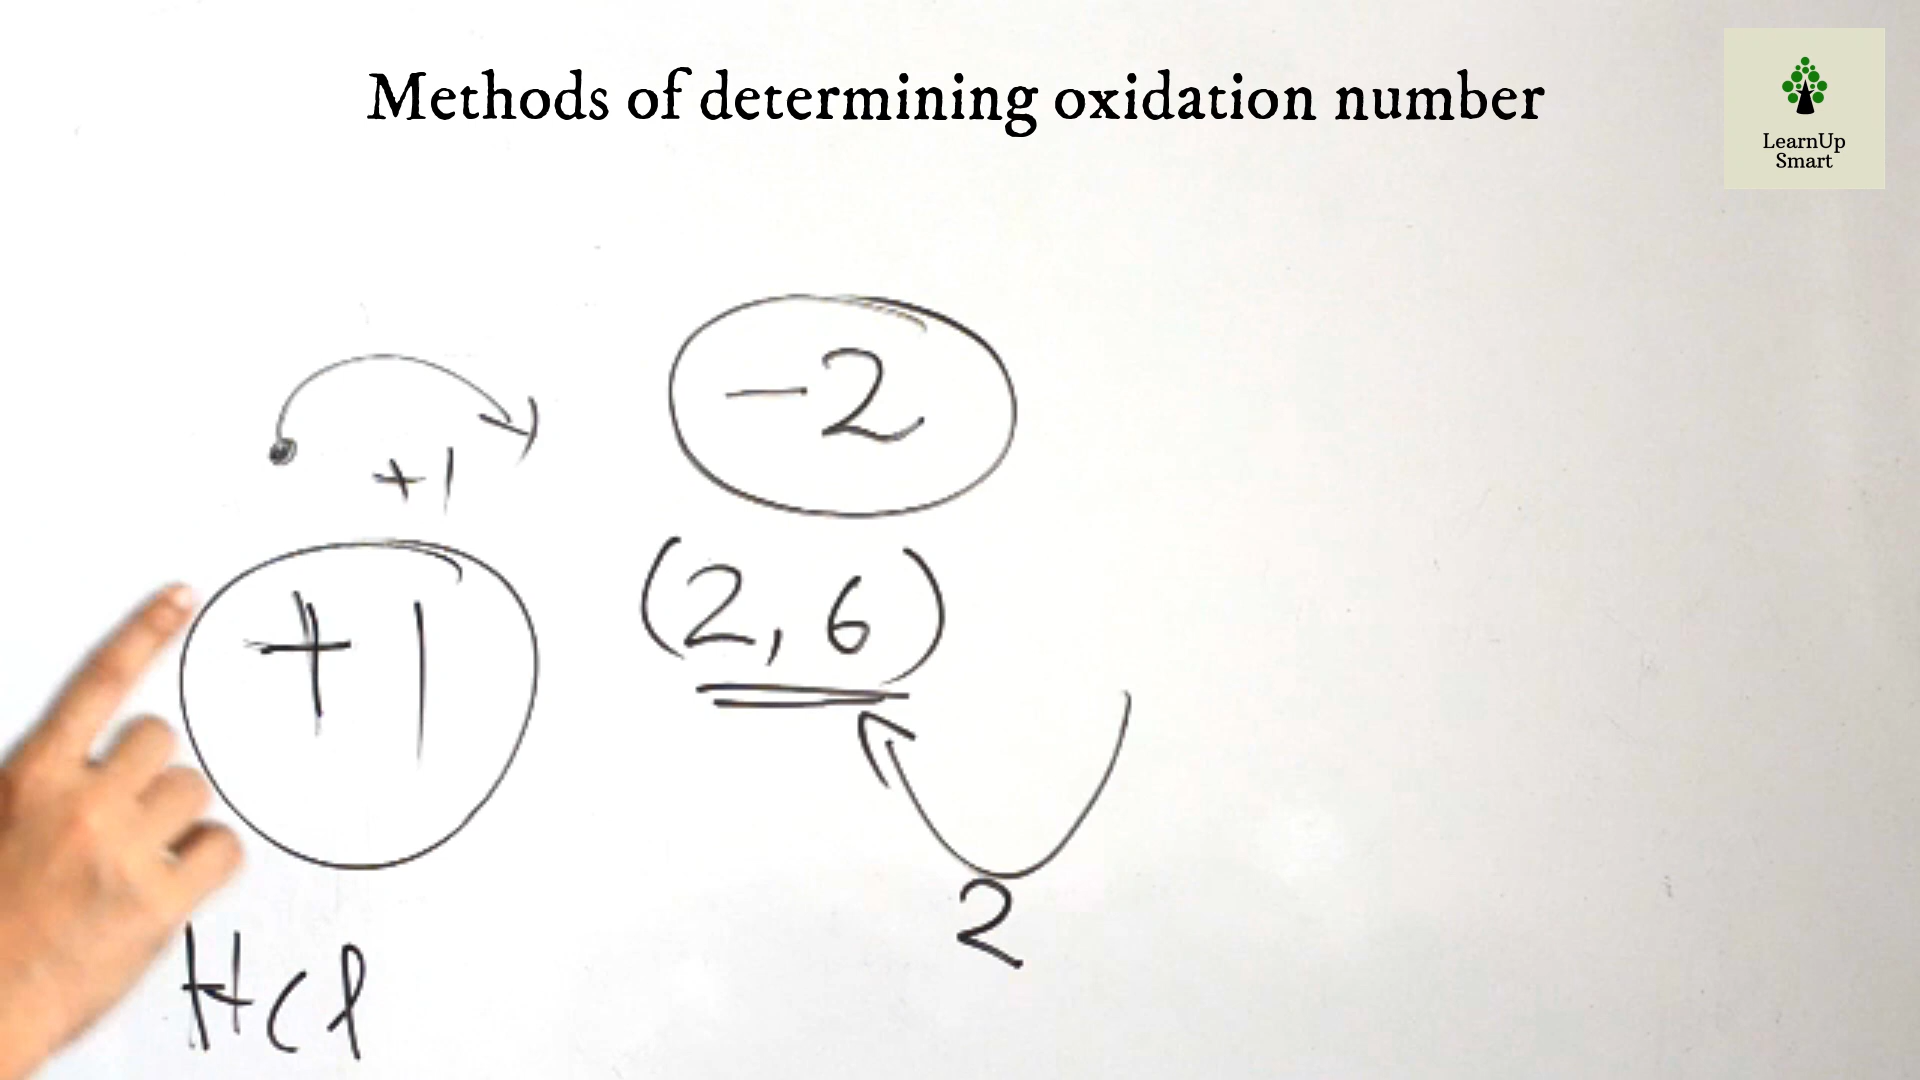 Methods of determining oxidation number
LearnUp
Smart
-2
+1
(2, 6)
+1
2
HCl